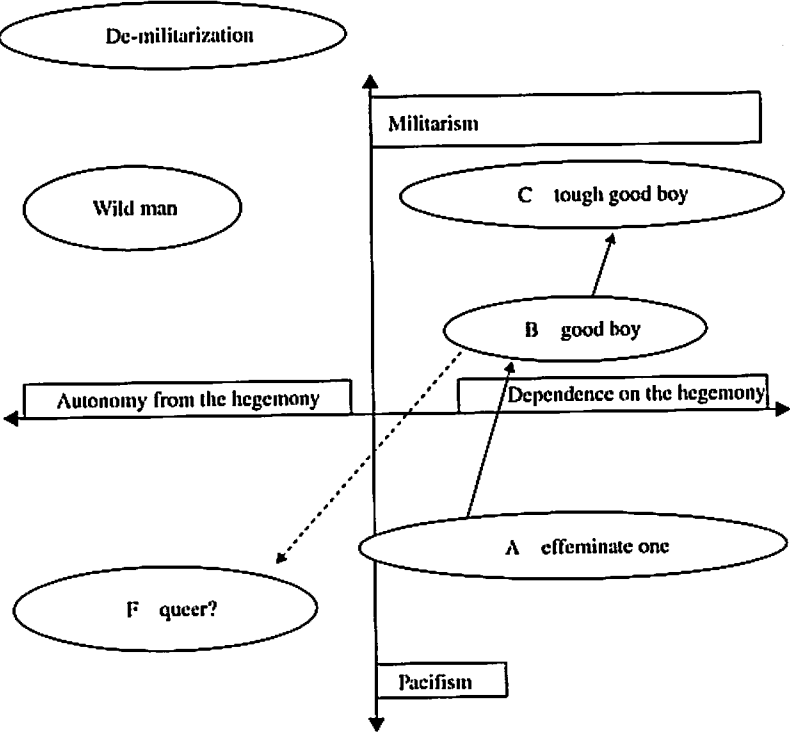 De-militarization
Militarism
Wild man
C tough good boy
B good boy
Autonomy from the hegemony
Dependence on the hegemony
A effeminate one
F queer?
Pacifism